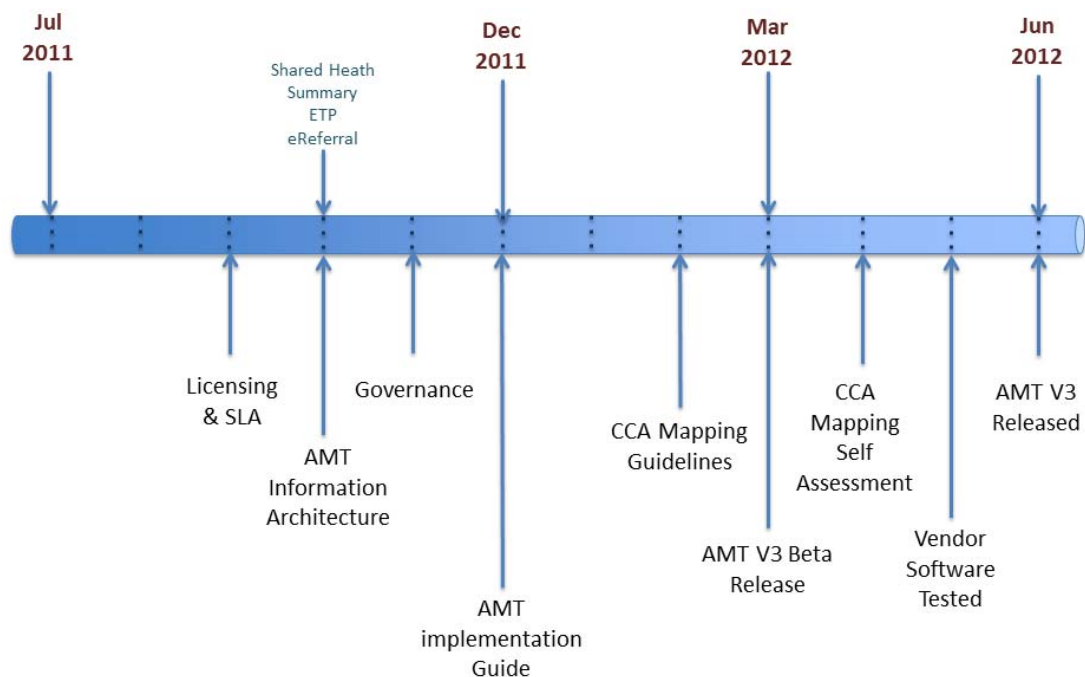 Jul
2011
Dec
2011
Mar
2012
Jun
2012
Shared Heath
Summary
ETP
eReferral
Licensing
& SLA
AMT
Information
Architecture
Governance
AMT
implementation
Guide
CCA Mapping
Guidelines
AMT V3 Beta
Release
CCA
Mapping
Self
Assessment
Vendor
Software
Tested
AMT V3
Released